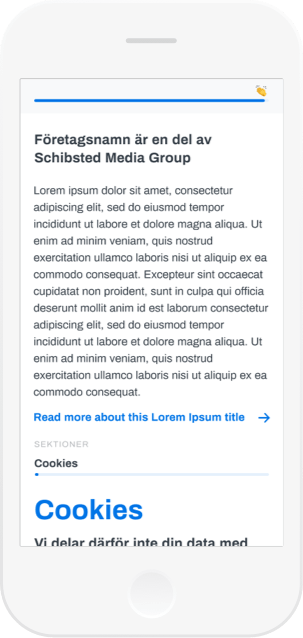 Företagsnamn är en del av
Schibsted Media Group
Lorem ipsum dolor sit amet, consectetur
adipiscing elit, sed do eiusmod tempor
incididunt ut labore et dolore magna aliqua. Ut
enim ad minim veniam, quis nostrud
exercitation ullamco laboris nisi ut aliquip ex ea
commodo consequat. Excepteur sint occaecat
cupidatat non proident, sunt in culpa qui officia
deserunt mollit anim id est laborum consectetur
adipiscing elit, sed do eiusmod tempor
incididunt ut labore et dolore magna aliqua. Ut
enim ad minim veniam, quis nostrud
exercitation ullamco laboris nisi ut aliquip ex ea
commodo consequat.
Read more about this Lorem Ipsum title
SEKTIONER
Cookies
Cookies
Vi delar därför inte din data med